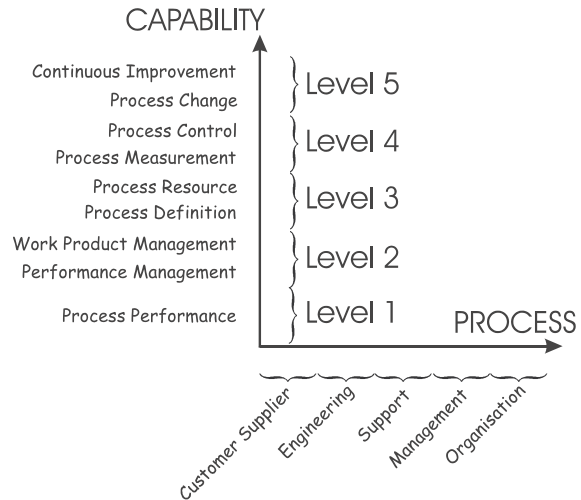 CAPABILITY
Continuous Improvement
Process Change
Level 5
Process Control
Process Measurement
Level 4
Process Resource
Process Definition
Level 3
Work Product Management
Performance Management
Level 2
Process Performance
Level 1
PROCESS
Customer Supplier
Engineering
Support
Management
Organisation